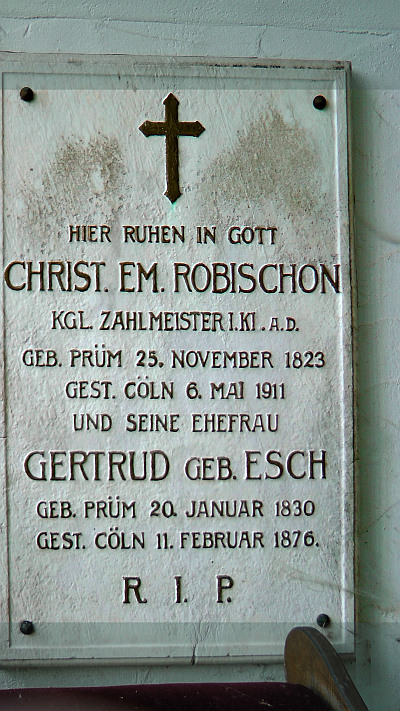 HIER RUHEN IN GOTT
CHRIST. EM. ROBISCHON
KGL. ZAHLMEISTER I. Kl. A.D.
GEB. PRÜM 25. NOVEMBER 1823
GEST. CÖLN 6. MAI 1911
UND SEINE EHEFRAU
GERTRUD GEB. ESCH
GEB. PRÜM 20. JANUAR 1830
GEST. CÖLN 11. FEBRUAR 1876.
R. I. P.